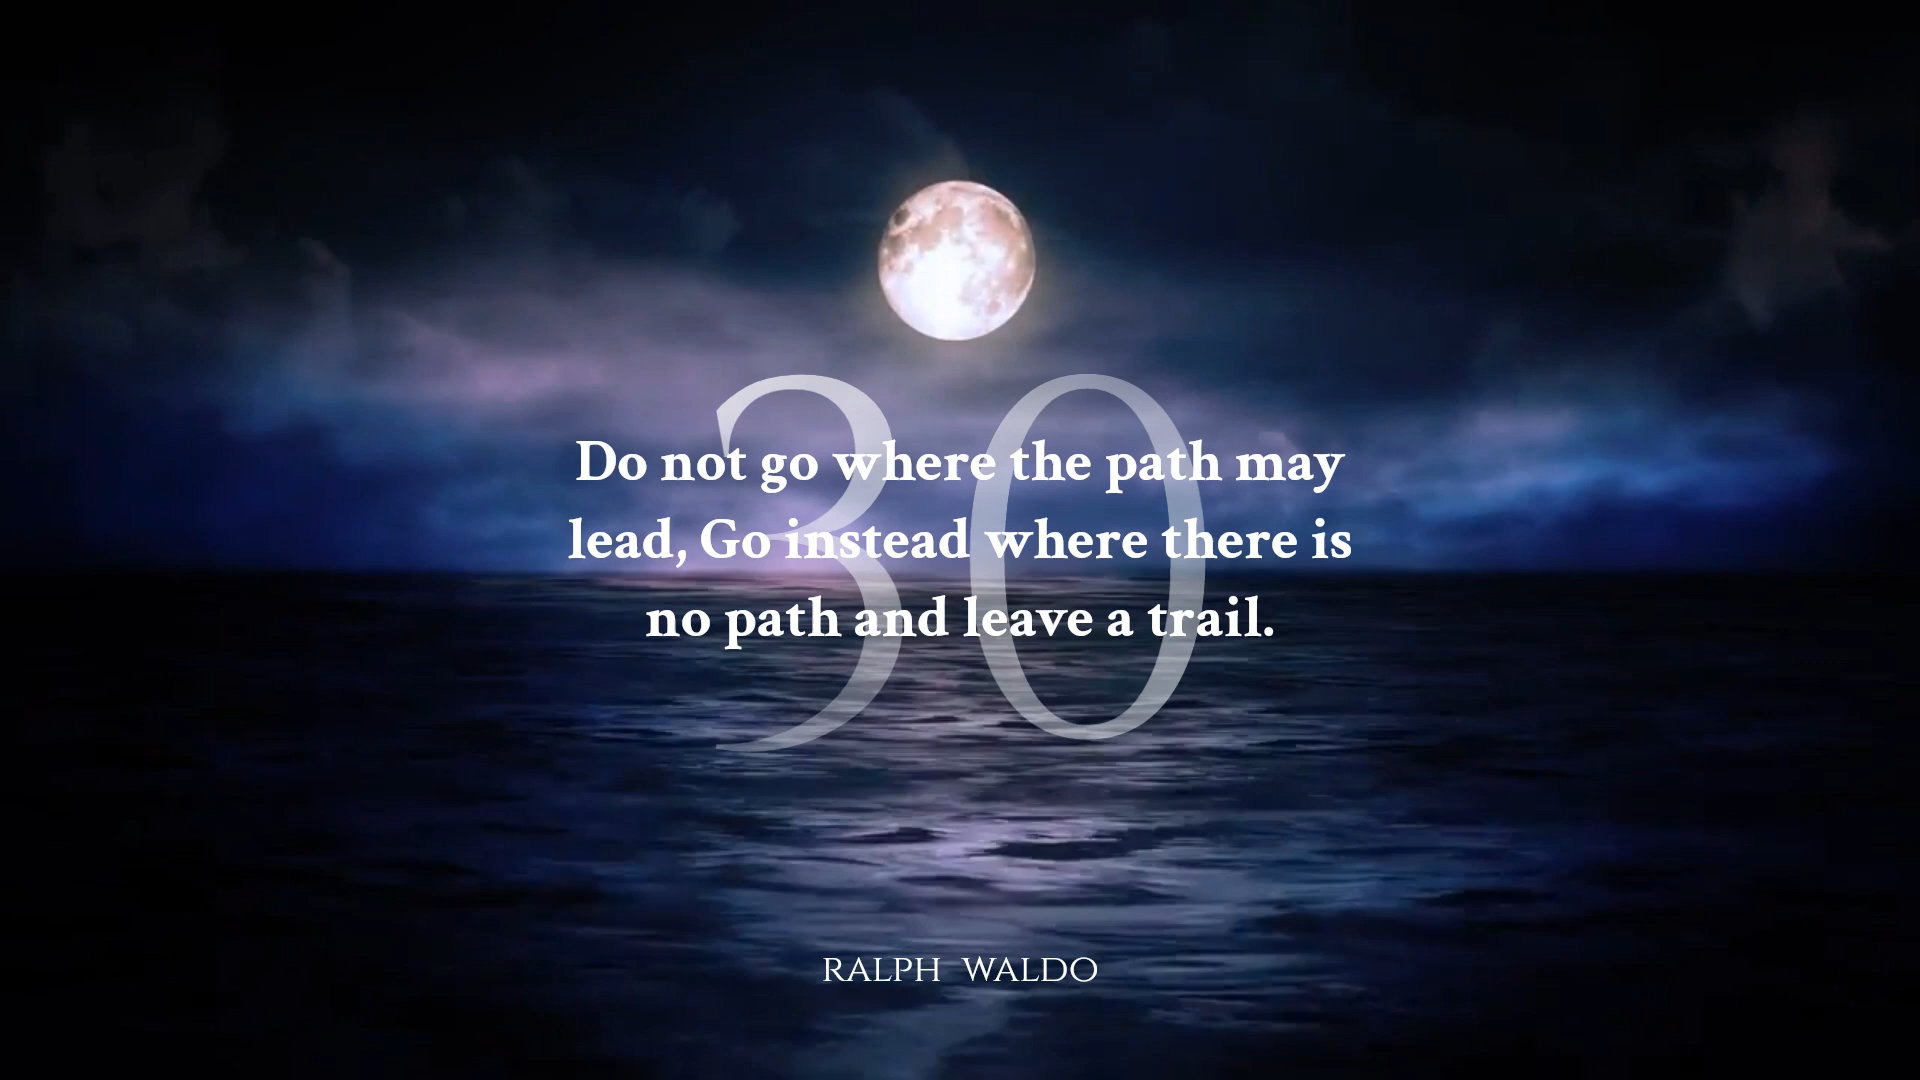 30
Do not go where the path may
lead, Go instead where there is
no path and leave a trail.
RALPH WALDO